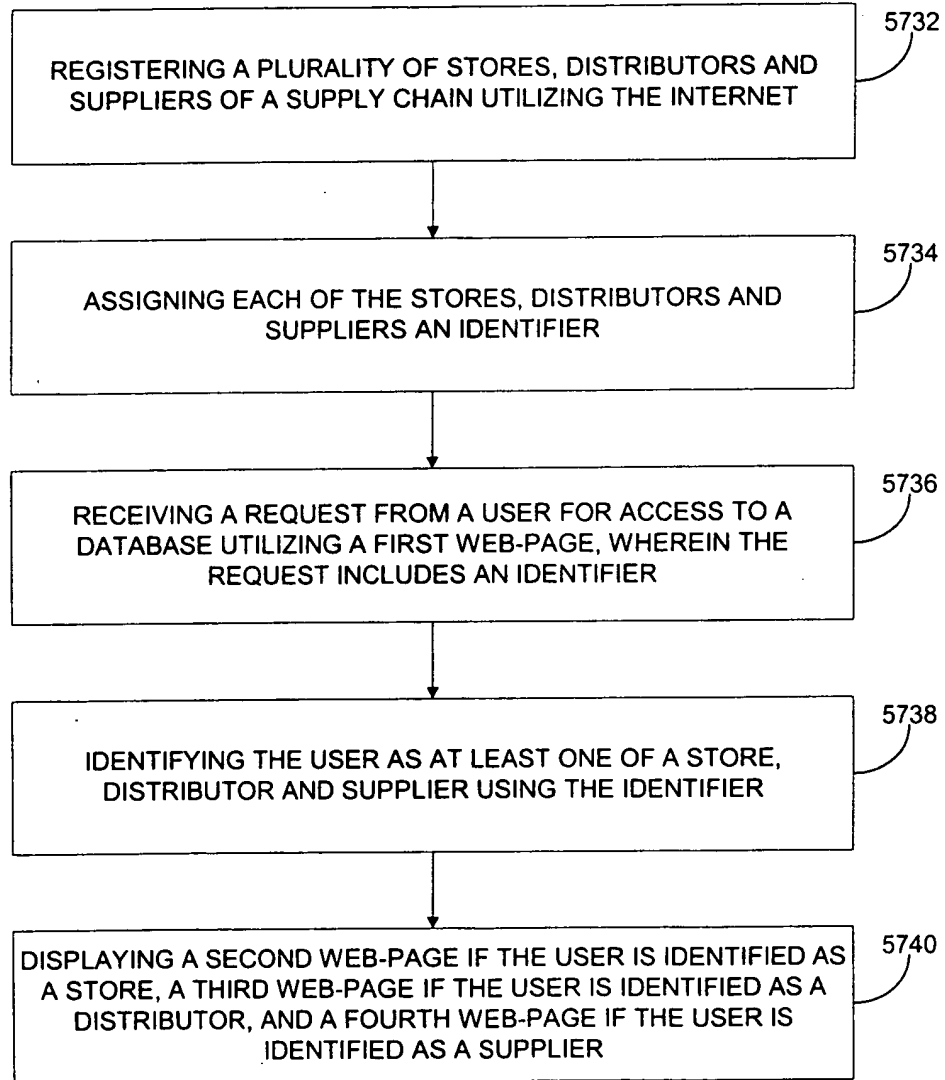 5732
REGISTERING A PLURALITY OF STORES, DISTRIBUTORS AND
SUPPLIERS OF A SUPPLY CHAIN UTILIZING THE INTERNET
5734
ASSIGNING EACH OF THE STORES, DISTRIBUTORS AND
SUPPLIERS AN IDENTIFIER
5736
RECEIVING A REQUEST FROM A USER FOR ACCESS TO A
DATABASE UTILIZING A FIRST WEB-PAGE, WHEREIN THE
REQUEST INCLUDES AN IDENTIFIER
5738
IDENTIFYING THE USER AS AT LEAST ONE OF A STORE,
DISTRIBUTOR AND SUPPLIER USING THE IDENTIFIER
5740
DISPLAYING A SECOND WEB-PAGE IF THE USER IS IDENTIFIED AS
A STORE, A THIRD WEB-PAGE IF THE USER IS IDENTIFIED AS A
DISTRIBUTOR, AND A FOURTH WEB-PAGE IF THE USER IS
IDENTIFIED AS A SUPPLIER